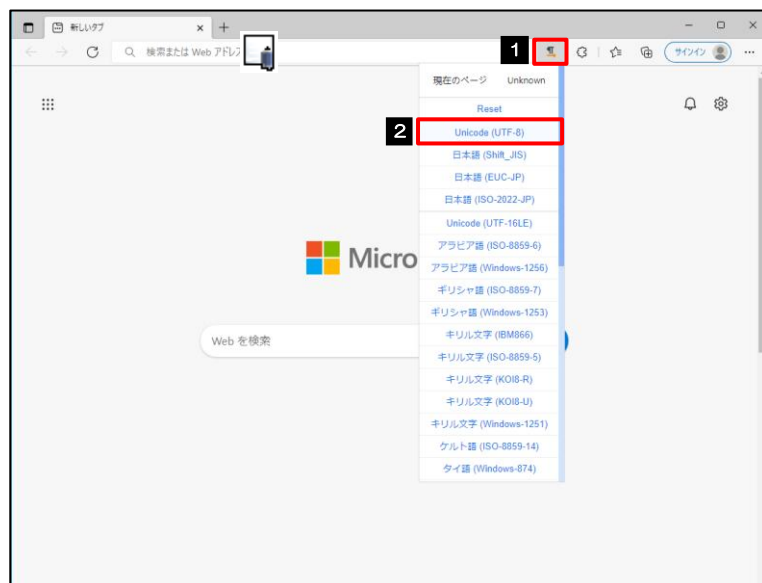 新しいタブ
検索または Web アドレ
1
サインイン
現在のページ Unknown
Reset
2
Unicode (UTF-8)
日本語 (Shift_JIS)
日本語 (EUC-JP)
日本語 (ISO-2022-JP)
Unicode (UTF-16LE)
アラビア語 (ISO-8859-6)
Micro
アラビア語 (Windows-1256)
ギリシャ語 (ISO-8859-7)
ギリシャ語 (Windows-1253)
Web を検索
キリル文字 (IBM866)
キリル文字 (ISO-8859-5)
キリル文字 (KOI8-R)
キリル文字 (KOI8-U)
キリル文字 (Windows-1251)
ケルト語 (ISO-8859-14)
タイ語 (Windows-874)